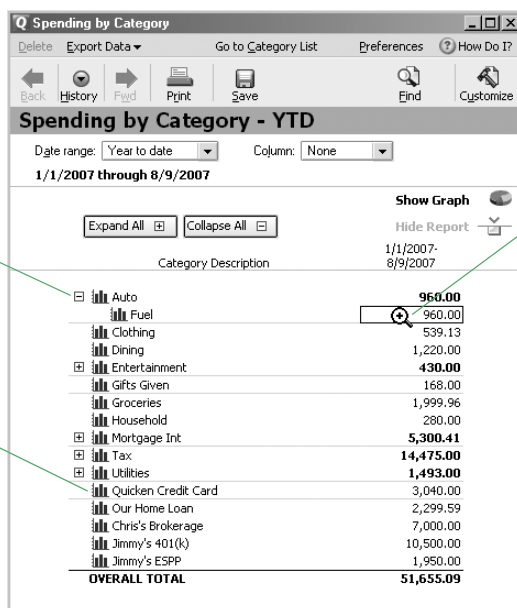 Q Spending by Category
Delete Export Data Go to Category List Preferences ? How Do I?
Back History Fwd Print Save Find Customize
Spending by Category - YTD
Date range: Year to date Column: None
1/1/2007 through 8/9/2007
Show Graph
Expand All Collapse All Hide Report
1/1/2007-
Category Description 8/9/2007
Auto 960.00
Fuel 960.00
Clothing 539.13
Dining 1,220.00
Entertainment 430.00
Gifts Given 168.00
Groceries 1,999.96
Household 280.00
Mortgage Int 5,300.41
Tax 14,475.00
Utilities 1,493.00
Quicken Credit Card 3,040.00
Our Home Loan 2,299.59
Chris's Brokerage 7,000.00
Jimmy's 401(k) 10,500.00
Jimmy's ESPP 1,950.00
OVERALL TOTAL 51,655.09